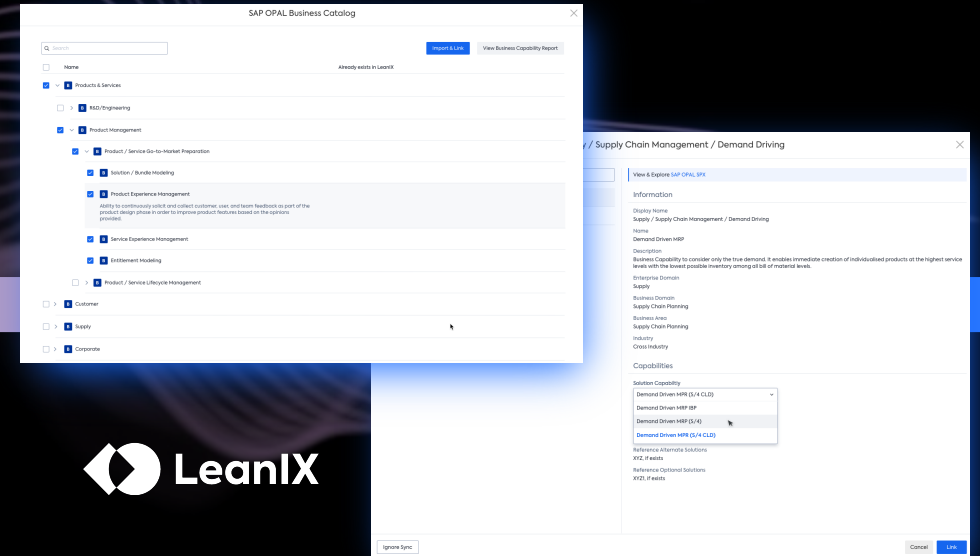 SAP OPAL Business Catalog
Search
Import & Link
View Business Capability Report
Name
Already exists in LeanIX
B Products & Services
B R&D/Engineering
B Product Management
B Product / Service Go-to-Market Preparation
B Solution / Bundle Modeling
B Product Experience Management
Ability to continuously solicit and collect customer, user, and team feedback as part of the
product design phase in order to improve product features based on the opinions
provided.
B Service Experience Management
B Entitlement Modeling
B Product / Service Lifecycle Management
B Customer
B Supply
B Corporate
LeanIX
/ Supply Chain Management / Demand Driving
View & Explore SAP OPAL SPX
Information
Display Name
Supply / Supply Chain Management / Demand Driving
Name
Demand Driven MRP
Description
Business Capability to consider only the true demand. It enables immediate creation of individualised products at the highest service
levels with the lowest possible inventory among all bill of material levels.
Enterprise Domain
Supply
Business Domain
Supply Chain Planning
Business Area
Supply Chain Planning
Industry
Cross Industry
Capabilities
Solution Capability
Demand Driven MPR (S/4 CLD)
Demand Driven MRP IBP
Demand Driven MRP (S/4)
Demand Driven MPR (S/4 CLD)
Reference Alternate Solutions
XYZ, if exists
Reference Optional Solutions
XYZ1, if exists
Ignore Sync
Cancel
Link